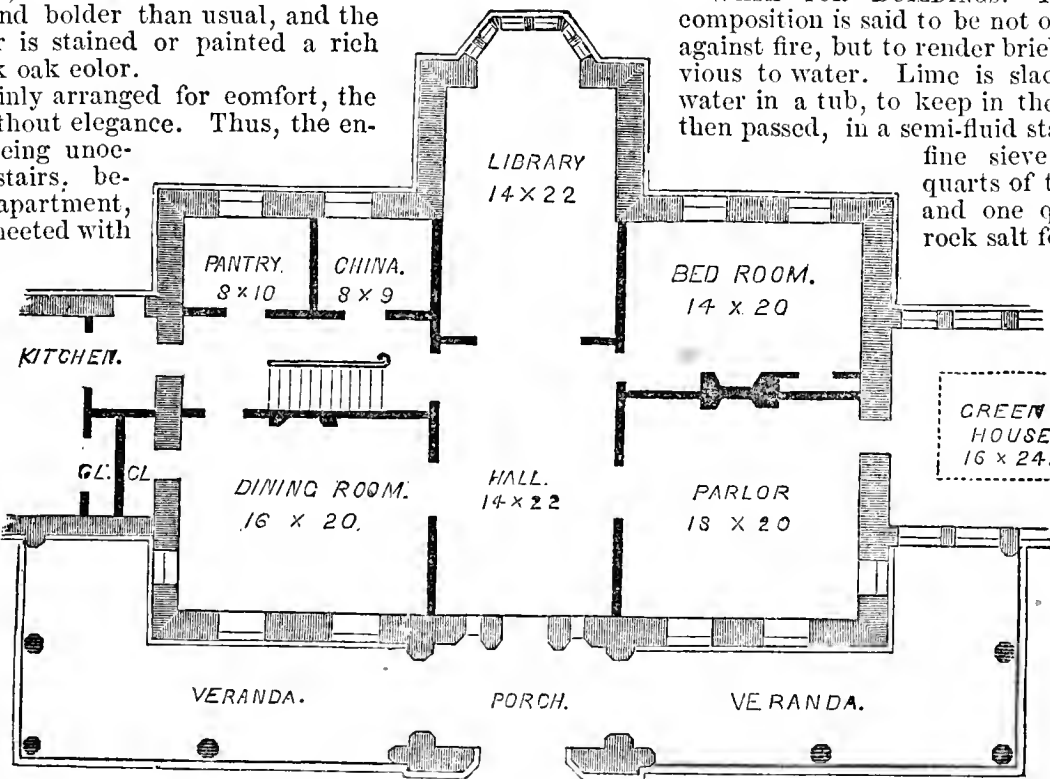 nd bolder than usual, and the
r is stained or painted a rich
k oak eolor.
inly arranged for eomfort, the
thout elegance. Thus, the en-
eing unoc-
stairs, be-
apartment,
neeted with
composition is said to be not o
against fire, but to render brie
vious to water. Lime is slac
water in a tub, to keep in the
then passed, in a semi-fluid sta
fine sieve
quarts of t
and one q
rock salt fo
LIBRARY
14 X 22
PANTRY.
8 X 10
CHINA.
8 X 9
BED ROOM.
14 X 20
KITCHEN.
CL.
CL
DINING ROOM.
16 X 20.
HALL.
14 X 22
PARLOR
18 X 20
GREEN
HOUSE
16 X 24.
VERANDA.
PORCH.
VERANDA.